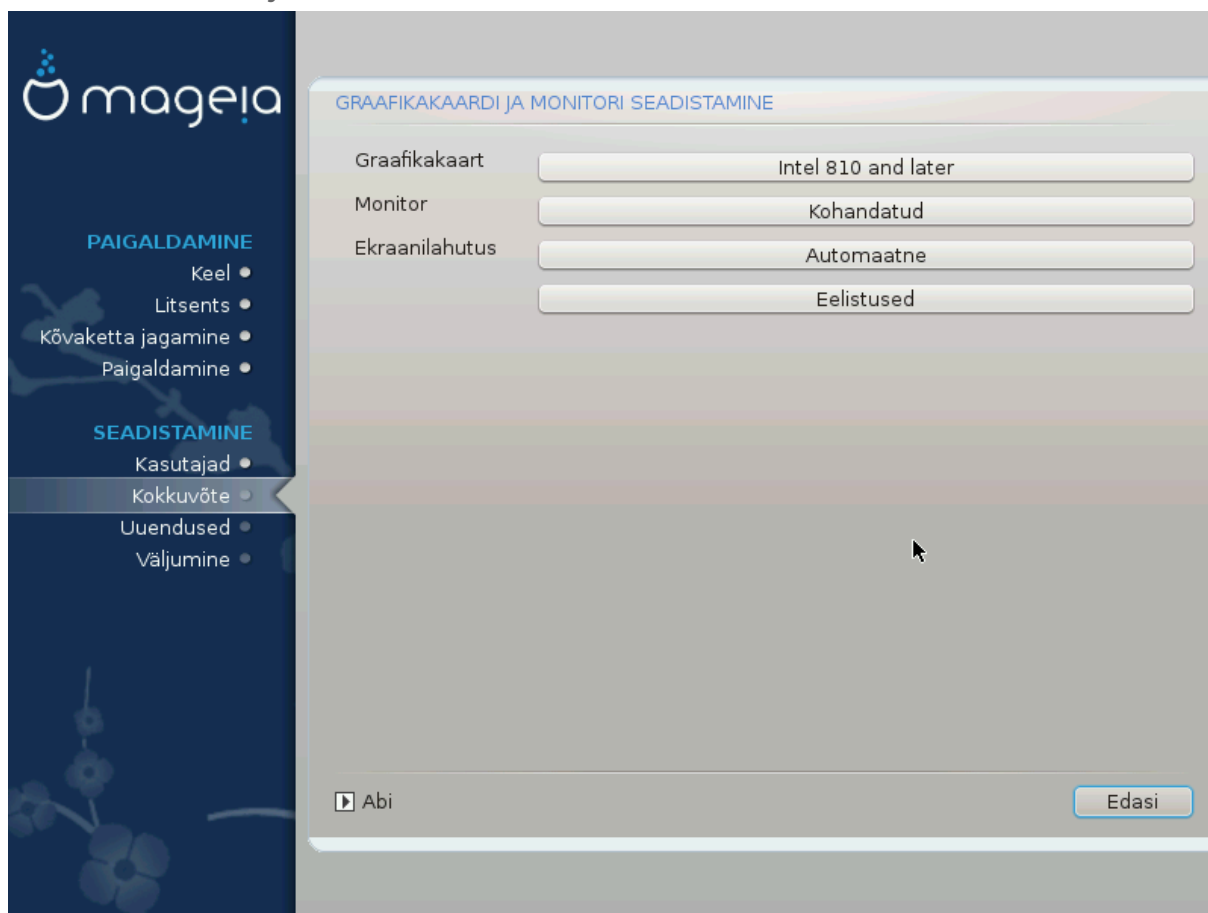 mageia
PAIGALDAMINE
Keel
Litsents
Kõvaketta jagamine
Paigaldamine
SEADISTAMINE
Kasutajad
Kokkuvõte
Uuendused
Väljumine
GRAAFIKAKAARDI JA MONITORI SEADISTAMINE
Graafikakaart Intel 810 and later
Monitor Kohandatud
Ekraanilahutus Automaatne
Eelistused
Abi
Edasi